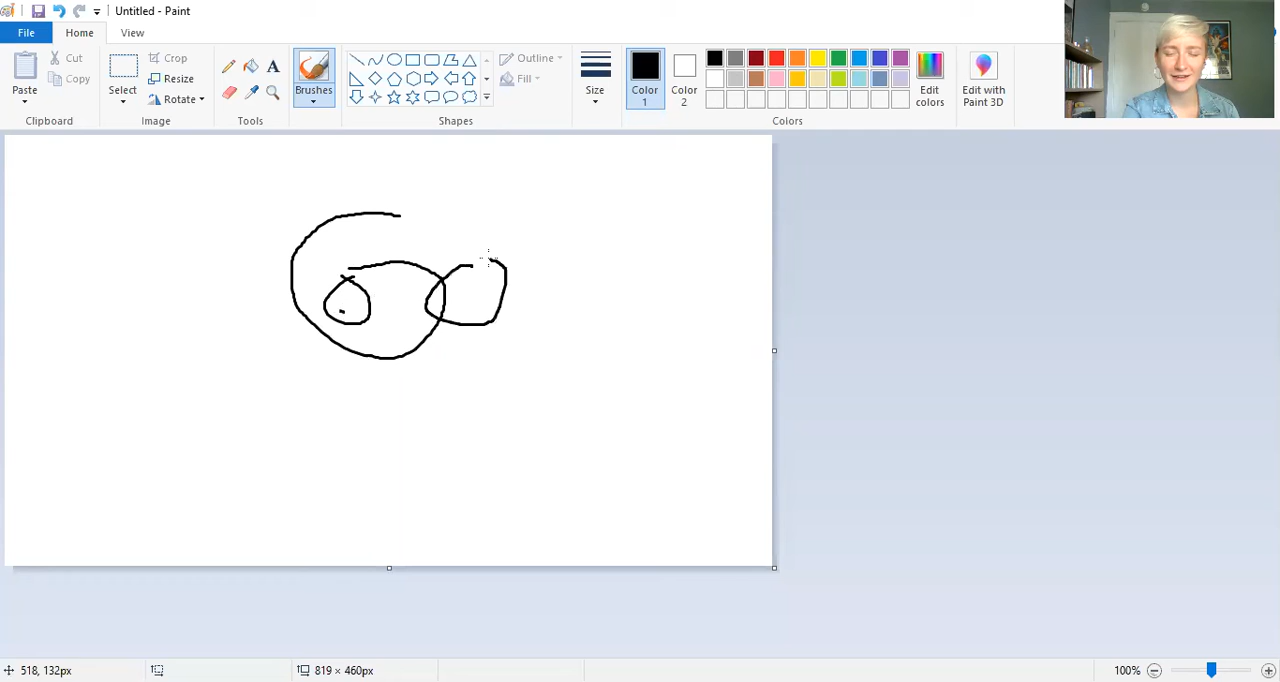 Untitled - Paint
File Home View
Paste Cut Copy
Clipboard
Select Crop Resize Rotate
Image
A
Tools
Brushes
Outline Fill
Shapes
Size
Color 1 Color 2
Edit colors
Colors
Edit with Paint 3D
518, 132px 819 × 460px 100%